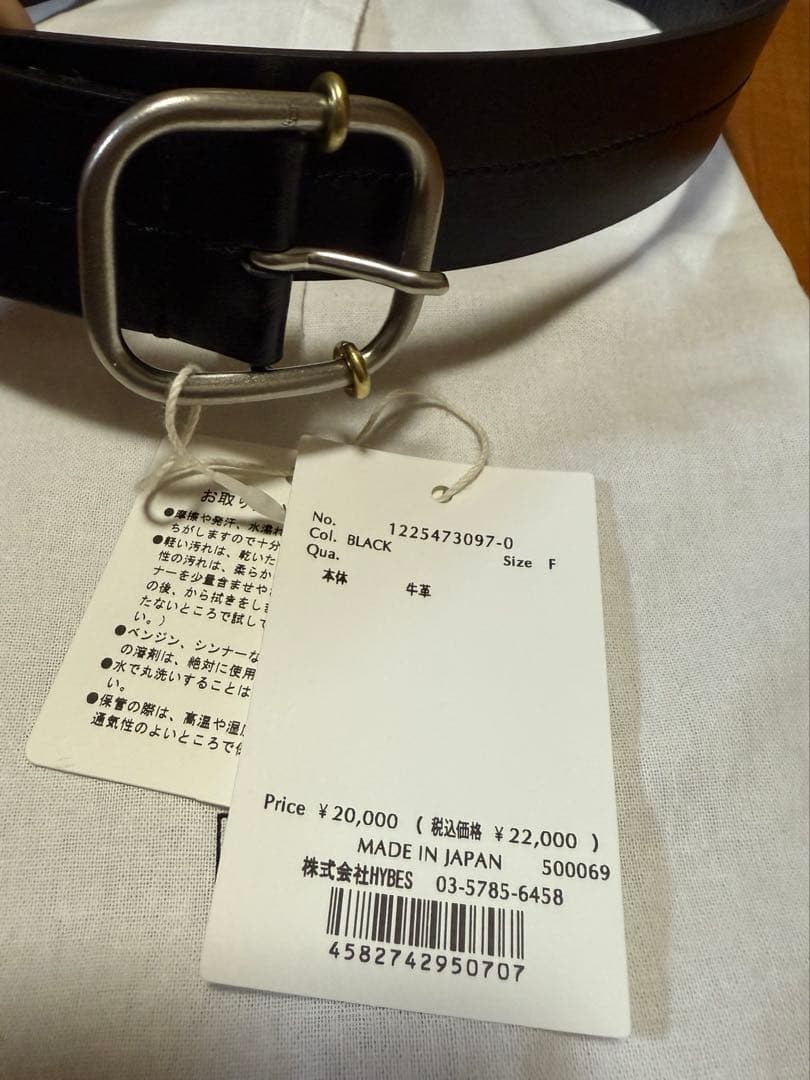 お取り
●摩擦や発汗、水濡れ
ちがしますので十分
●軽い汚れは、乾いた
性の汚れは、柔らか
ナーを少量含ませや
の後、から拭きをしま
たないところで試して
い。)
●ベンジン、シンナーな
の溶剤は、絶対に使用
●水で丸洗いすることは
い。
●保管の際は、高温や湿度
通気性のよいところで保
No. 1225473097-0
Col. BLACK Size F
Qua.
本体 牛革
Price ¥20,000 (税込価格 ¥22,000)
MADE IN JAPAN 500069
株式会社HYBES 03-5785-6458
4582742950707